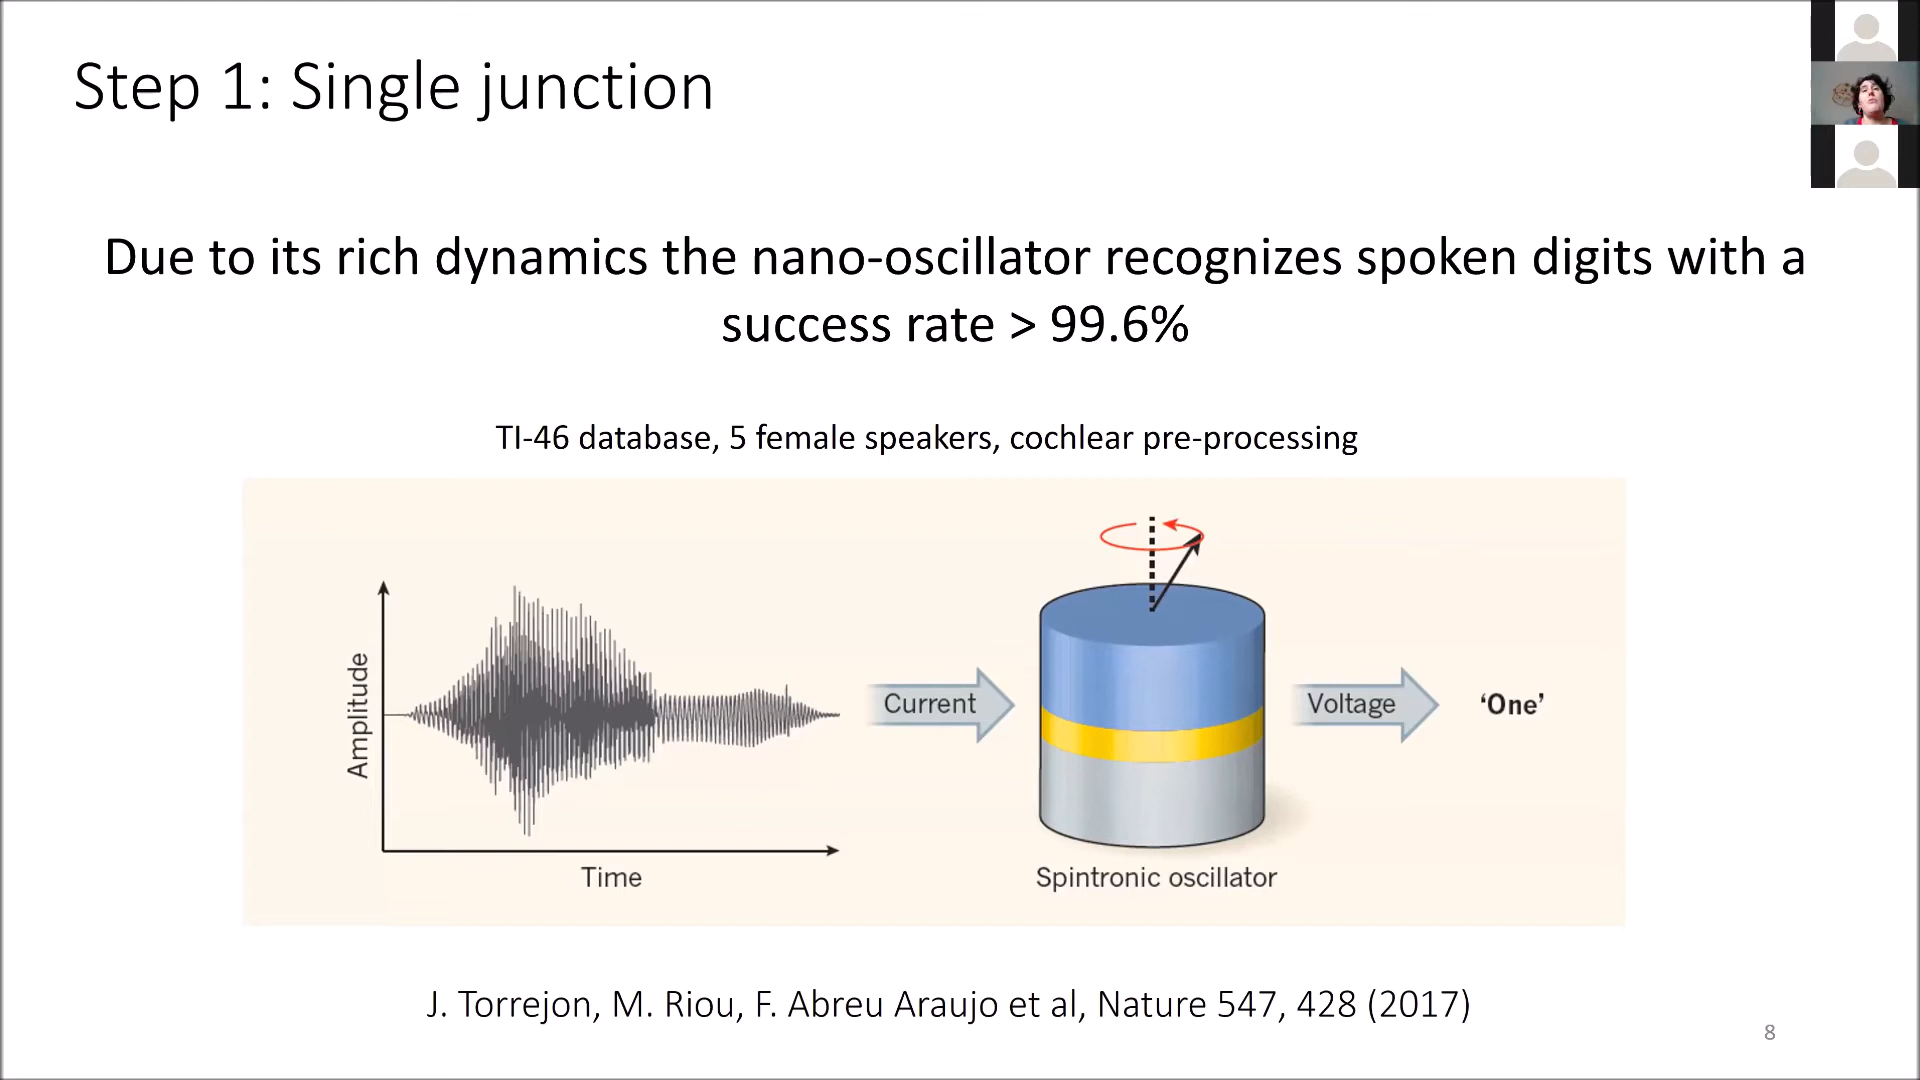 Step 1: Single junction
Due to its rich dynamics the nano-oscillator recognizes spoken digits with a
success rate > 99.6%
TI-46 database, 5 female speakers, cochlear pre-processing
Amplitude
Time
Current
Spintronic oscillator
Voltage
‘One’
J. Torrejon, M. Riou, F. Abreu Araujo et al, Nature 547, 428 (2017)
8